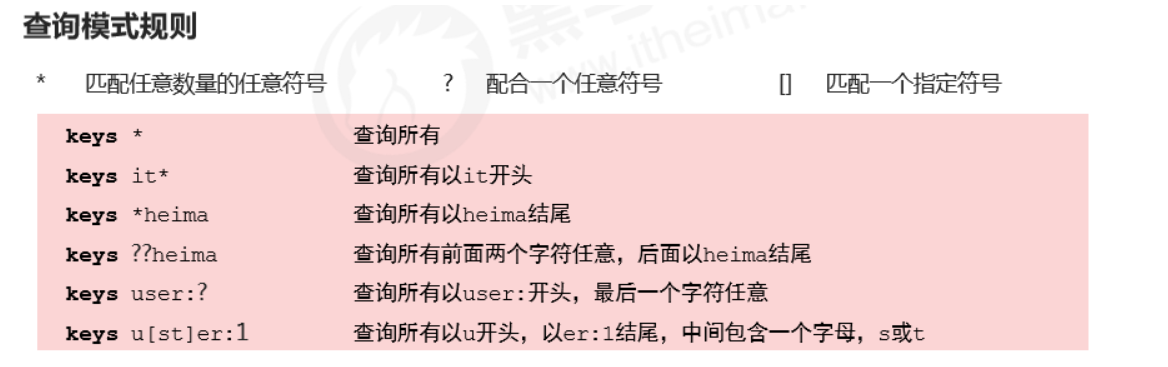 查询模式规则
* 匹配任意数量的任意符号 ? 配合一个任意符号 [] 匹配一个指定符号
keys * 查询所有
keys it* 查询所有以it开头
keys *heima 查询所有以heima结尾
keys ??heima 查询所有前面两个字符任意，后面以heima结尾
keys user:? 查询所有以user:开头，最后一个字符任意
keys u[st]er:1 查询所有以u开头，以er:1结尾，中间包含一个字母，s或t